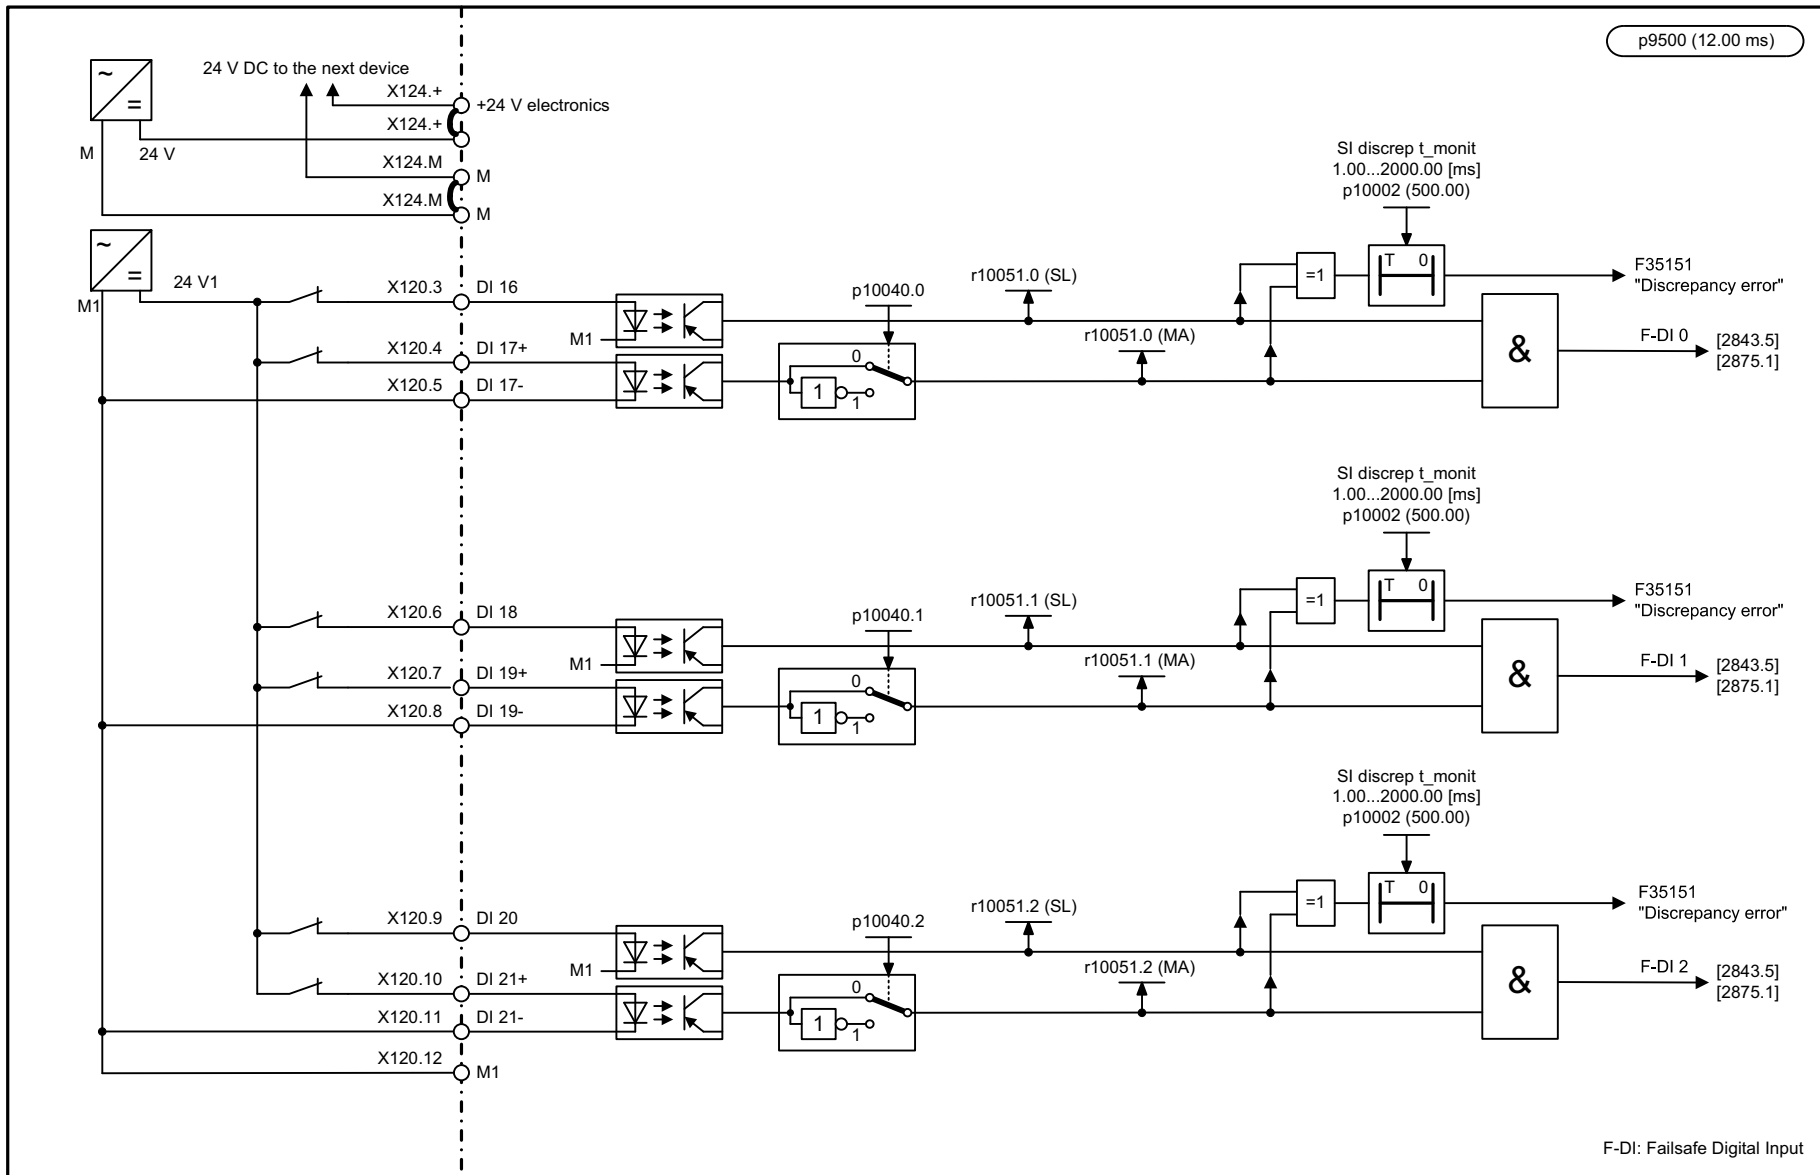 p9500 (12.00 ms)
24 V DC to the next device
~
=
X124.+
+24 V electronics
X124.+
M
24 V
X124.M
M
X124.M
M
~
=
24 V1
M1
SI discrep t_monit
1.00...2000.00 [ms]
p10002 (500.00)
T 0
=1
F35151
"Discrepancy error"
X120.3
DI 16
M1
p10040.0
r10051.0 (SL)
r10051.0 (MA)
X120.4
DI 17+
X120.5
DI 17-
0
1
1
&
F-DI 0
[2843.5]
[2875.1]
SI discrep t_monit
1.00...2000.00 [ms]
p10002 (500.00)
T 0
=1
F35151
"Discrepancy error"
X120.6
DI 18
M1
p10040.1
r10051.1 (SL)
r10051.1 (MA)
X120.7
DI 19+
X120.8
DI 19-
0
1
1
&
F-DI 1
[2843.5]
[2875.1]
SI discrep t_monit
1.00...2000.00 [ms]
p10002 (500.00)
T 0
=1
F35151
"Discrepancy error"
X120.9
DI 20
M1
p10040.2
r10051.2 (SL)
r10051.2 (MA)
X120.10
DI 21+
X120.11
DI 21-
0
1
1
&
F-DI 2
[2843.5]
[2875.1]
X120.12
M1
F-DI: Failsafe Digital Input